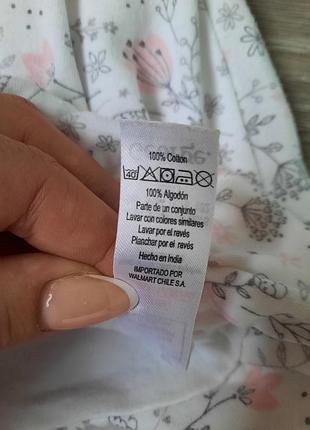 George.
100% Cotton
40
100% Algodón
Parte de un conjunto
Lavar con colores similares
Lavar por el revés
Planchar por el revés
Hecho en India
IMPORTADO POR
WALMART CHILE S.A.